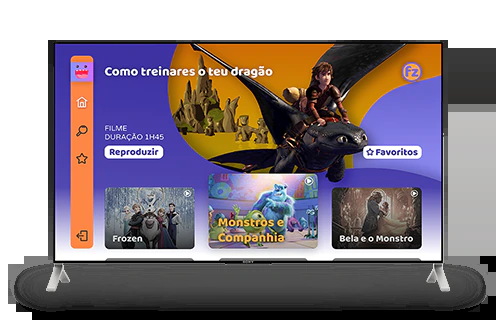 Como treinares o teu dragão
fz
FILME
DURAÇÃO 1H45
Reproduzir
Favoritos
Frozen
Monstros e
Companhia
Bela e o Monstro
SONY